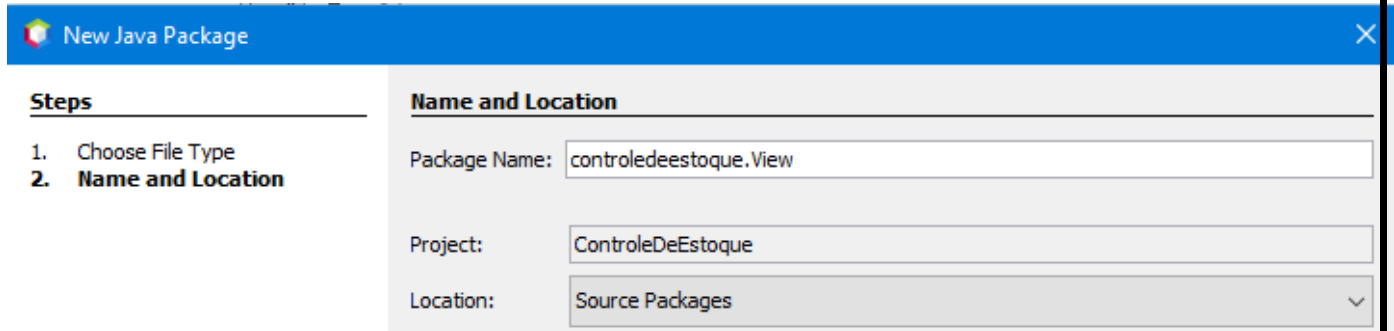 New Java Package
Steps
1. Choose File Type
2. Name and Location
Name and Location
Package Name: controledeestoque.View
Project: ControleDeEstoque
Location: Source Packages